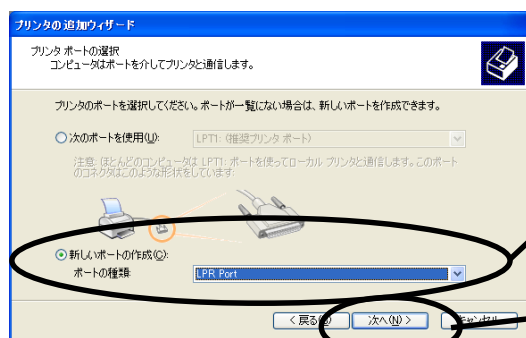 プリンタの追加ウィザード
プリンタ ポートの選択
コンピュータはポートを介してプリンタと通信します。
プリンタのポートを選択してください。ポートが一覧にない場合は、新しいポートを作成できます。
次のポートを使用(U):
LPT1: (推奨プリンタ ポート)
注意: ほとんどのコンピュータは LPT1: ポートを使ってローカル プリンタと通信します。このポート
のコネクタはこのような形状をしています:
新しいポートの作成(C):
ポートの種類:
LPR Port
< 戻る(B) 次へ(N) > キャンセル